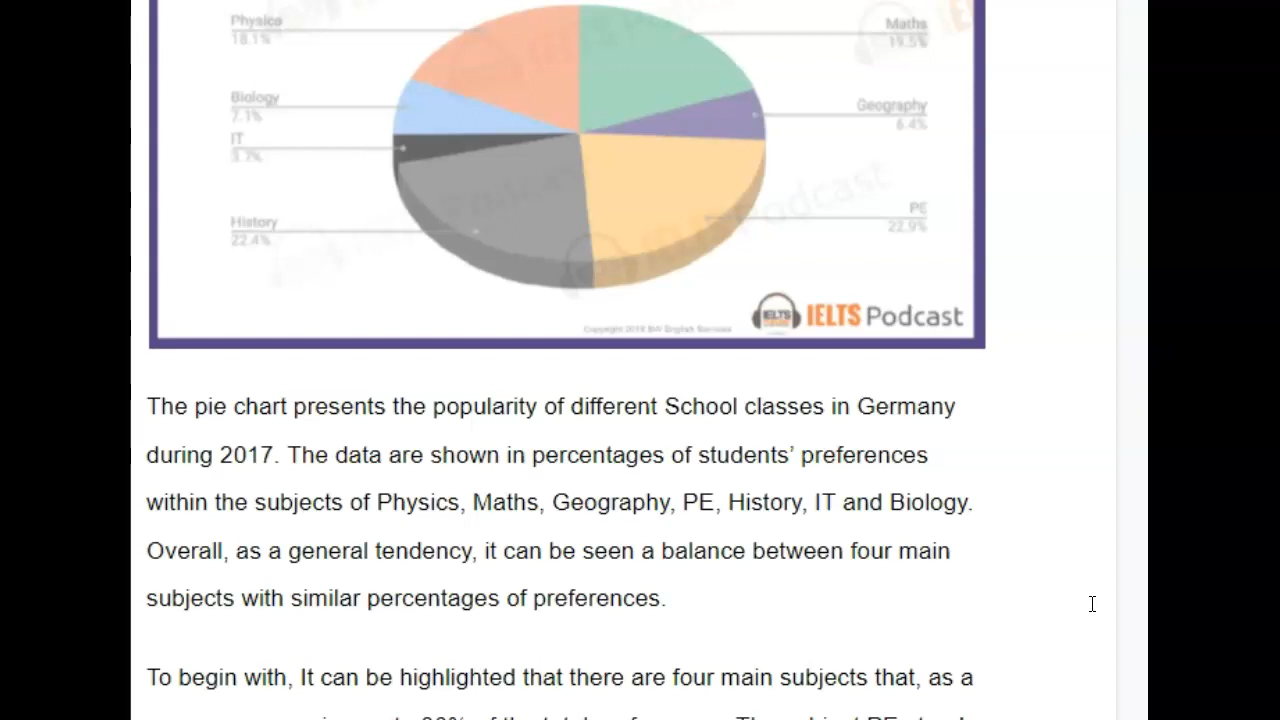 Physics
18.1%
Maths
19.5%
Biology
7.1%
Geography
6.4%
IT
3.7%
History
22.4%
PE
22.9%
IELTS Podcast
The pie chart presents the popularity of different School classes in Germany
during 2017. The data are shown in percentages of students’ preferences
within the subjects of Physics, Maths, Geography, PE, History, IT and Biology.
Overall, as a general tendency, it can be seen a balance between four main
subjects with similar percentages of preferences.
To begin with, It can be highlighted that there are four main subjects that, as a